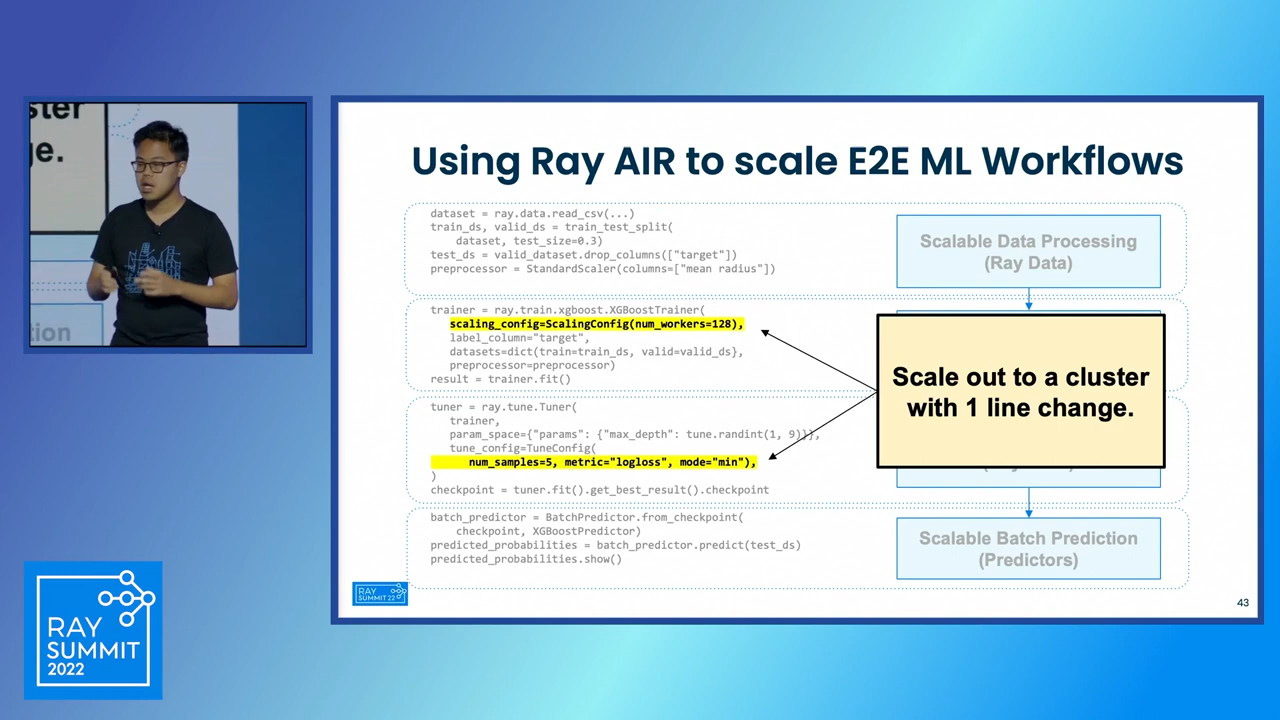 ster
ge.
tion
RAY
SUMMIT
2022
Using Ray AIR to scale E2E ML Workflows
dataset = ray.data.read_csv(...)
train_ds, valid_ds = train_test_split(
dataset, test_size=0.3)
test_ds = valid_dataset.drop_columns(["target"])
preprocessor = StandardScaler(columns=["mean radius"])
Scalable Data Processing
(Ray Data)
trainer = ray.train.xgboost.XGBoostTrainer(
scaling_config=ScalingConfig(num_workers=128),
label_column="target",
datasets=dict(train=train_ds, valid=valid_ds},
preprocessor=preprocessor)
result = trainer.fit()
Scale out to a cluster
with 1 line change.
tuner = ray.tune.Tuner(
trainer,
param_space={"params": {"max_depth": tune.randint(1, 9)}},
tune_config=TuneConfig(
num_samples=5, metric="logloss", mode="min"),
)
checkpoint = tuner.fit().get_best_result().checkpoint
batch_predictor = BatchPredictor.from_checkpoint(
checkpoint, XGBoostPredictor)
predicted_probabilities = batch_predictor.predict(test_ds)
predicted_probabilities.show()
Scalable Batch Prediction
(Predictors)
RAY
SUMMIT 22
43